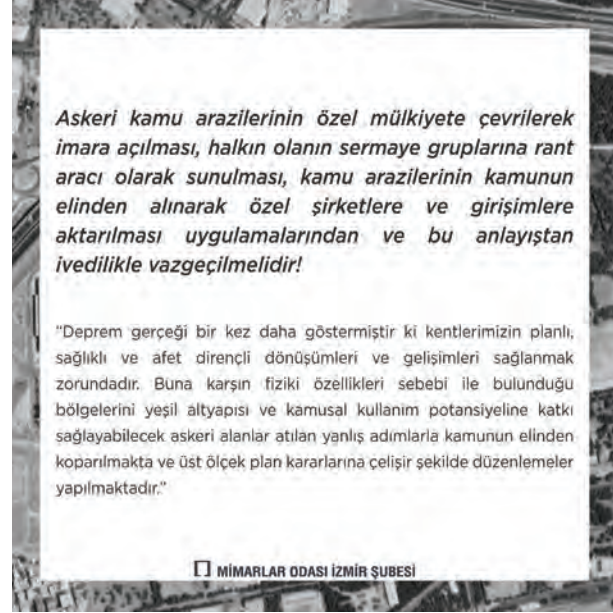 Askeri kamu arazilerinin özel mülkiyete çevrilerek
imara açılması, halkın olanın sermaye gruplarına rant
aracı olarak sunulması, kamu arazilerinin kamunun
elinden alınarak özel şirketlere ve girişimlere
aktarılması uygulamalarından ve bu anlayıştan
ivedilikle vazgeçilmelidir!
"Deprem gerçeği bir kez daha göstermiştir ki kentlerimizin planlı,
sağlıklı ve afet dirençli dönüşümleri ve gelişimleri sağlanmak
zorundadır. Buna karşın fiziki özellikleri sebebi ile bulunduğu
bölgelerini yeşil altyapısı ve kamusal kullanım potansiyeline katkı
sağlayabilecek askeri alanlar atılan yanlış adımlarla kamunun elinden
koparılmakta ve üst ölçek plan kararlarına çelişir şekilde düzenlemeler
yapılmaktadır."
MİMARLAR ODASI İZMİR ŞUBESİ